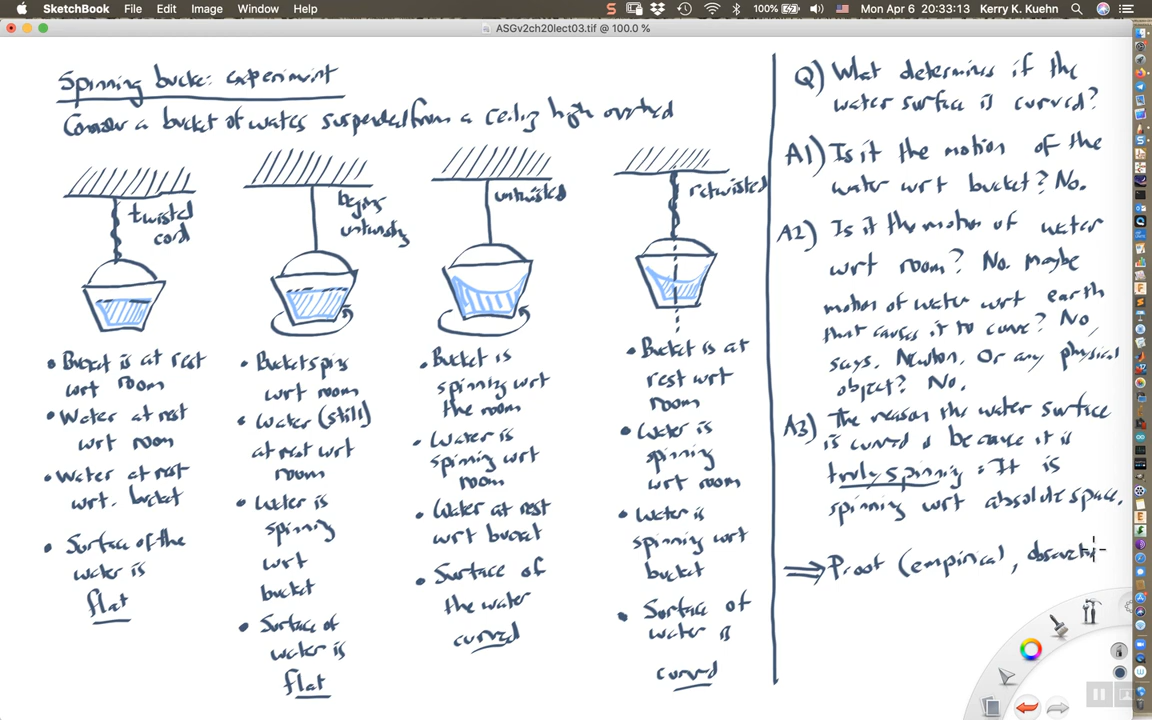 SketchBook File Edit Image Window Help
100% Mon Apr 6 20:33:13 Kerry K. Kuehn
ASGv2ch20lect03.tif @ 100.0 %
Spinning bucket experiment
Consider a bucket of water suspended from a ceiling high overhead
twisted
cord
begins
untwisting
untwisted
retwisted
• Bucket is at rest
wrt room
• Water at rest
wrt room
• Water at rest
wrt. bucket
• Surface of the
water is
flat
• Bucket spins
wrt room
• Water (still)
at rest wrt
room
• Water is
spinning
wrt
bucket
• Surface of
water is
flat
• Bucket is
spinning wrt
the room
• Water is
spinning wrt
room
• Water at rest
wrt bucket
• Surface of
the water
curved
• Bucket is at
rest wrt
room
• Water is
spinning
wrt room
• Water is
spinning wrt
bucket
• Surface of
water is
curved
Q) What determines if the
water surface is curved?
A1) Is it the motion of the
water wrt bucket? No.
A2) Is it the motion of water
wrt room? No. Maybe
motion of water wrt earth
that causes it to curve? No,
says. Newton. Or any physical
object? No.
A3) The reason the water surface
is curved is because it is
truly spinning. It is
spinning wrt absolute space.
⇒ Proof (empirical, observati